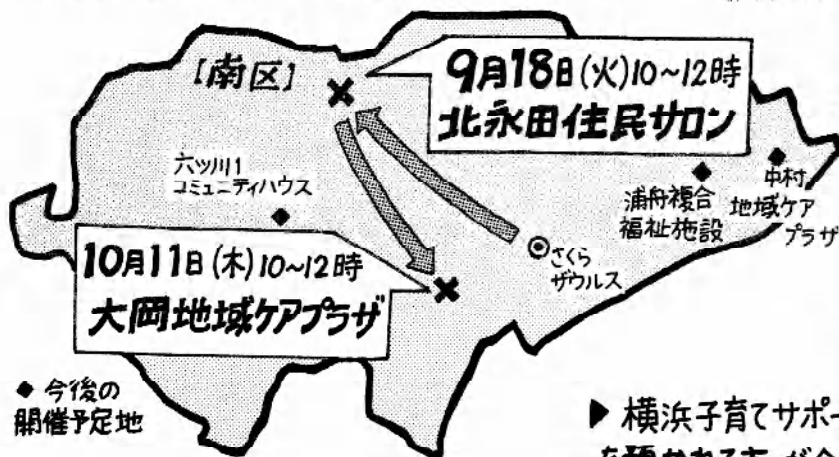 【南区】
9月18日(火)10~12時
北永田住民サロン
六ッ川1
コミュニティハウス
浦舟複合
福祉施設
中村
地域ケア
プラザ
さくら
ザウルス
10月11日(木)10~12時
大岡地域ケアプラザ
◆今後の
開催予定地
▶横浜子育てサポー